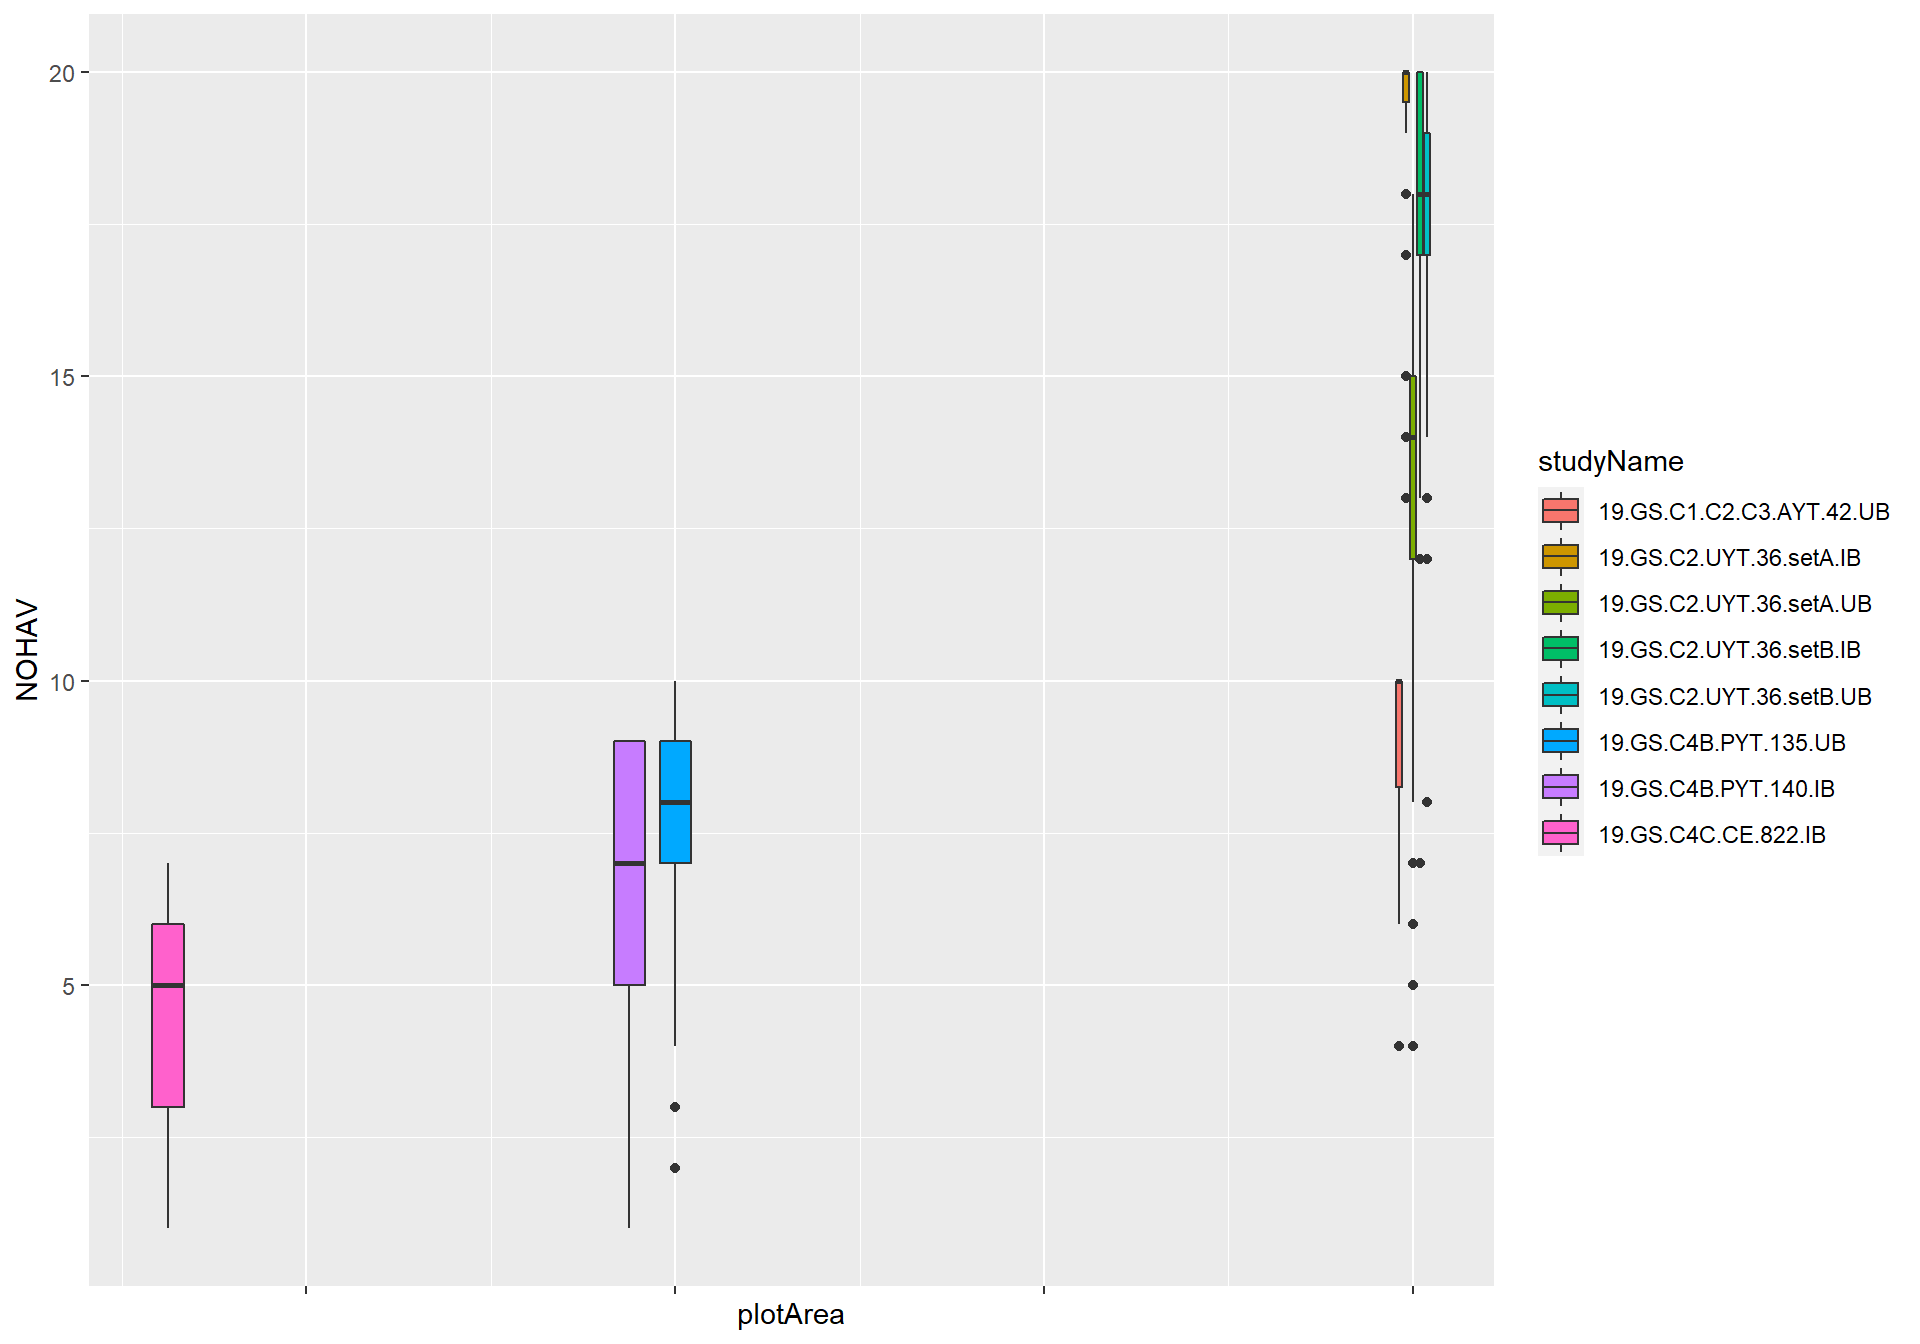 20
15
10
5
NOHAV
plotArea
studyName
19.GS.C1.C2.C3.AYT.42.UB
19.GS.C2.UYT.36.setA.IB
19.GS.C2.UYT.36.setA.UB
19.GS.C2.UYT.36.setB.IB
19.GS.C2.UYT.36.setB.UB
19.GS.C4B.PYT.135.UB
19.GS.C4B.PYT.140.IB
19.GS.C4C.CE.822.IB